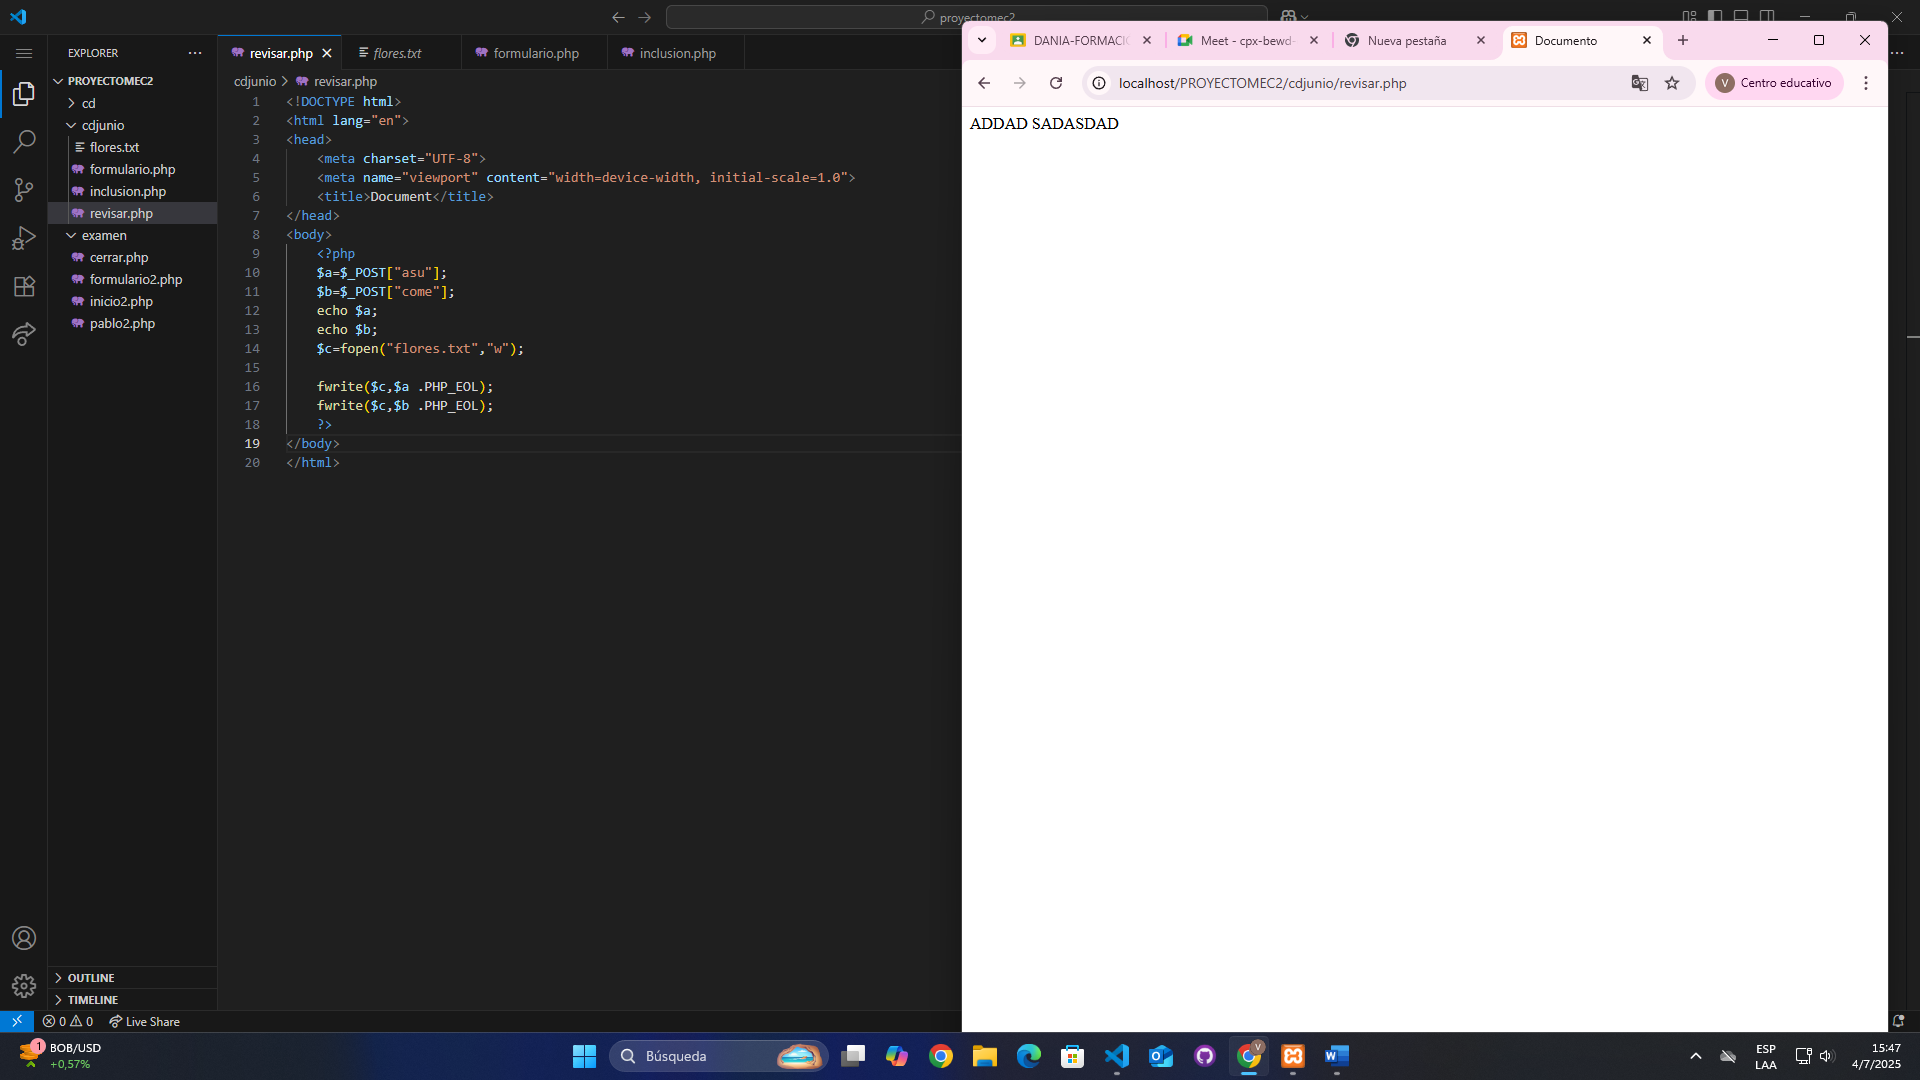 proyectomec2
EXPLORER
PROYECTOMEC2
cd
cdjunio
flores.txt
formulario.php
inclusion.php
revisar.php
examen
cerrar.php
formulario2.php
inicio2.php
pablo2.php
OUTLINE
TIMELINE
revisar.php
flores.txt
formulario.php
inclusion.php
cdjunio > revisar.php
1 <!DOCTYPE html>
2 <html lang="en">
3 <head>
4 <meta charset="UTF-8">
5 <meta name="viewport" content="width=device-width, initial-scale=1.0">
6 <title>Document</title>
7 </head>
8 <body>
9 <?php
10 $a=$_POST["asu"];
11 $b=$_POST["come"];
12 echo $a;
13 echo $b;
14 $c=fopen("flores.txt","w");
15
16 fwrite($c,$a .PHP_EOL);
17 fwrite($c,$b .PHP_EOL);
18 ?>
19 </body>
20 </html>
DANIA-FORMACIO
Meet - cpx-bewd-
Nueva pestaña
Documento
localhost/PROYECTOMEC2/cdjunio/revisar.php
V Centro educativo
ADDAD SADASDAD
0 0 Live Share
1
BOB/USD
+0,57%
Búsqueda
V
ESP
LAA
15:47
4/7/2025